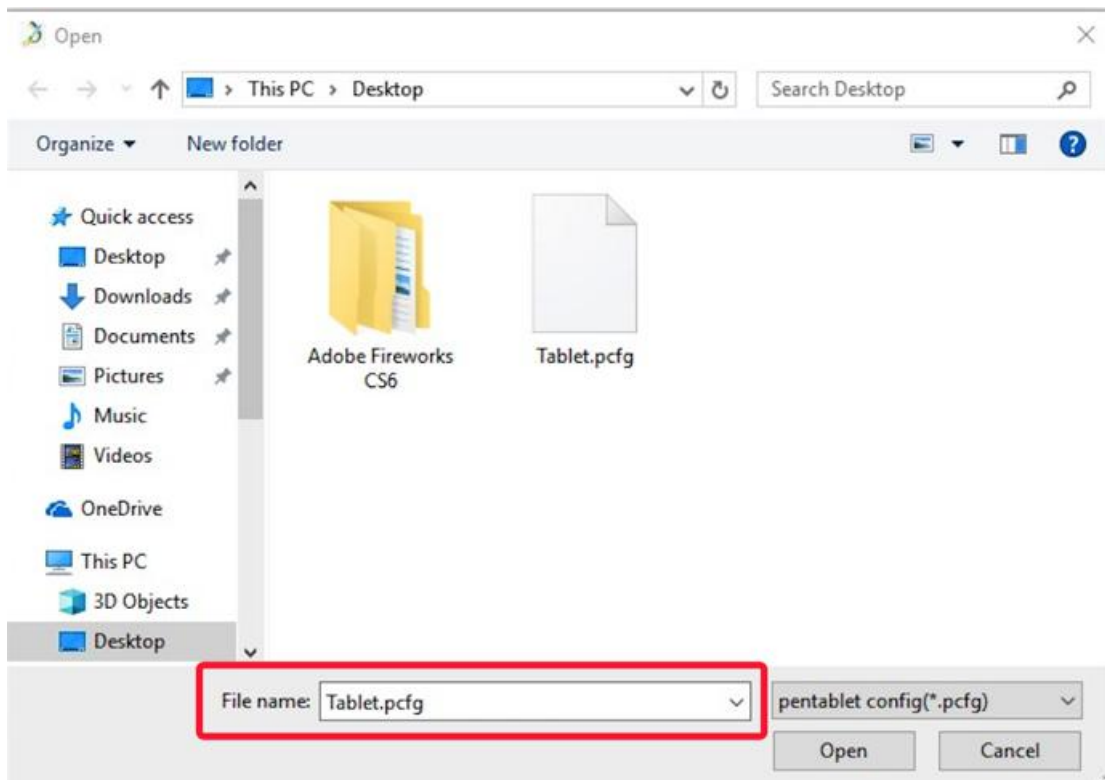 Open
This PC > Desktop
Search Desktop
Organize
New folder
Quick access
Desktop
Downloads
Documents
Pictures
Music
Videos
OneDrive
This PC
3D Objects
Desktop
Adobe Fireworks
CS6
Tablet.pcfg
File name: Tablet.pcfg
pentablet config(*.pcfg)
Open
Cancel